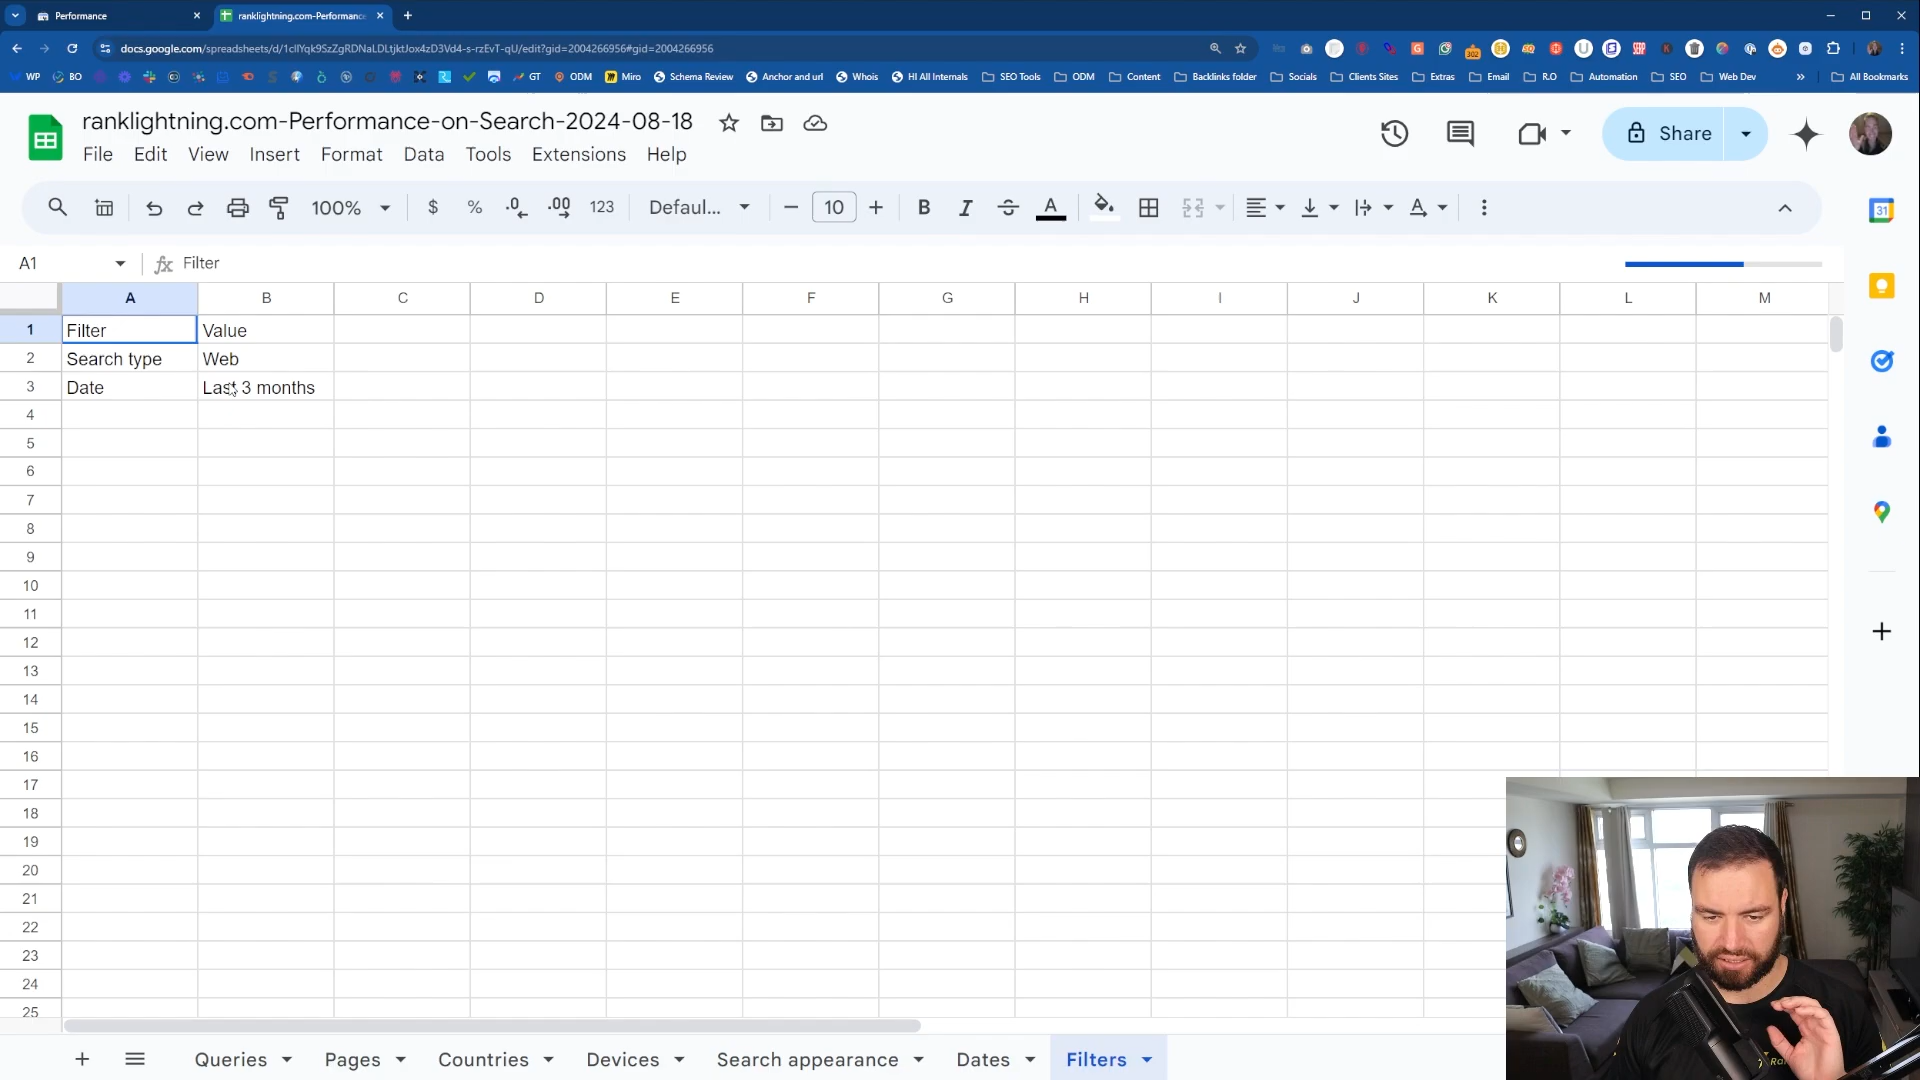 Performance
ranklightning.com-Performance
docs.google.com/spreadsheets/d/1cIIYqk9SzZgRDNaLDLtjktJox4zD3Vd4-s-rzEvT-qU/edit?gid=2004266956#gid=2004266956
302
WP BO GT ODM Miro Schema Review Anchor and url Whois HI All Internals SEO Tools ODM Content Backlinks folder Socials Clients Sites Extras Email R.O Automation SEO Web Dev » All Bookmarks
ranklightning.com-Performance-on-Search-2024-08-18
File Edit View Insert Format Data Tools Extensions Help
Share
100% $ % .0 .00 123 Defaul... − 10 + B I S A
A1 fx Filter
A B C D E F G H I J K L M
1 Filter Value
2 Search type Web
3 Date Last 3 months
4
5
6
7
8
9
10
11
12
13
14
15
16
17
18
19
20
21
22
23
24
25
31
+ Queries Pages Countries Devices Search appearance Dates Filters